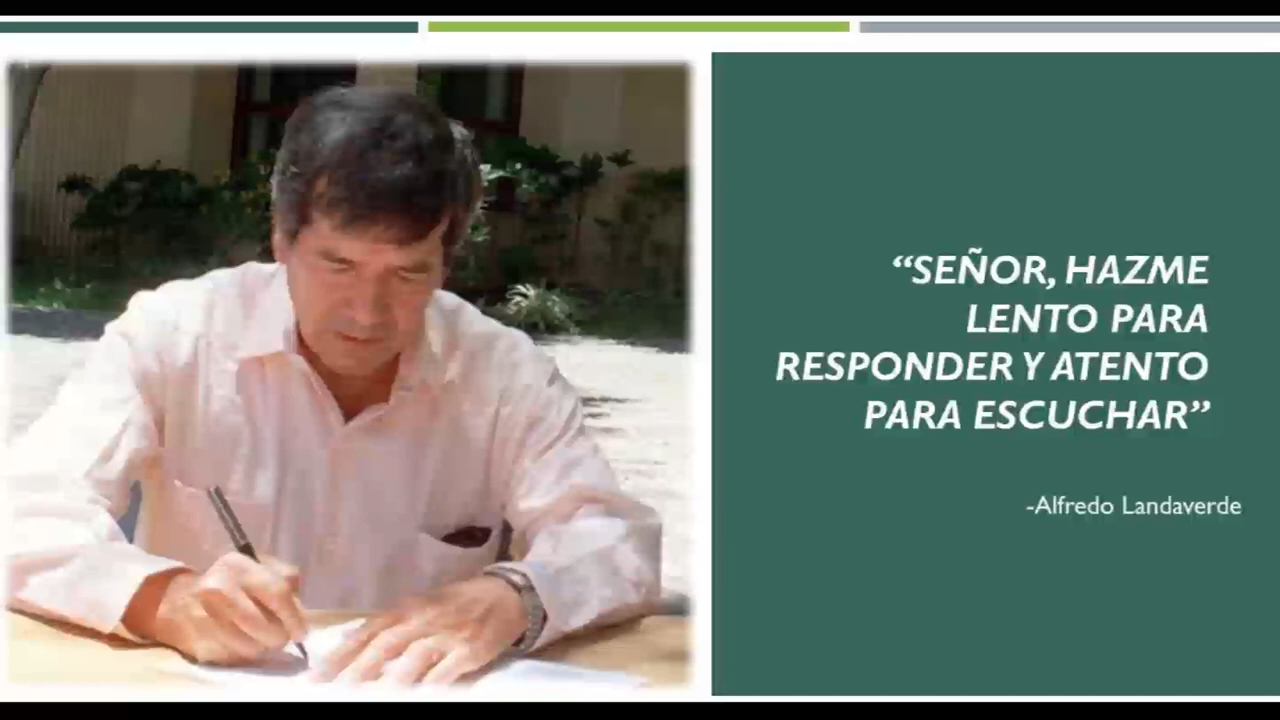 “SEÑOR, HAZME
LENTO PARA
RESPONDER Y ATENTO
PARA ESCUCHAR”
-Alfredo Landaverde